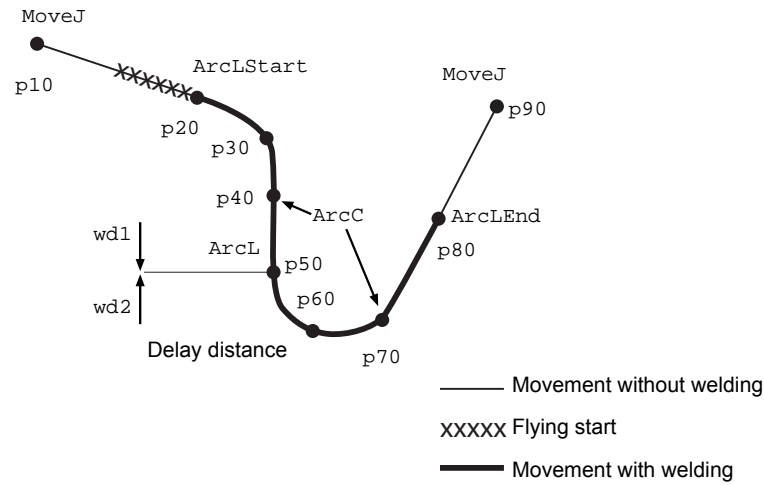 MoveJ
p10
ArcLStart
p20
p30
MoveJ
p90
p40
ArcC
ArcLEnd
p80
wd1
ArcL
p50
wd2
p60
Delay distance
p70
Movement without welding
xxxxx Flying start
Movement with welding